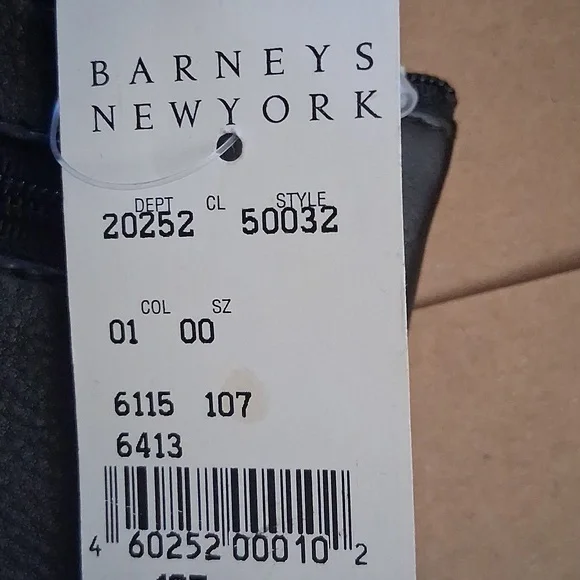 BARNEYS
NEWYORK
DEPT CL STYLE
20252 50032
COL SZ
01 00
6115 107
6413
4 60252 00010 2